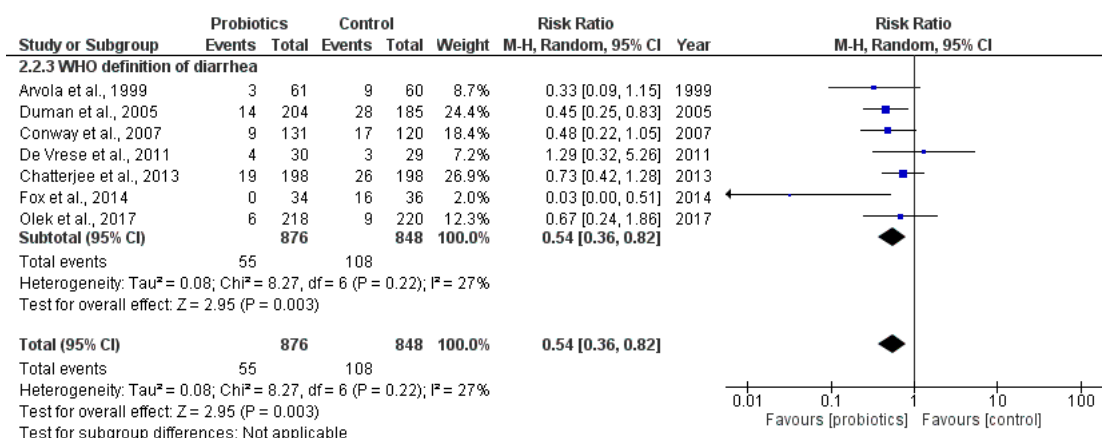 Probiotics Control Risk Ratio Risk Ratio
Study or Subgroup Events Total Events Total Weight M-H, Random, 95% CI Year M-H, Random, 95% CI
2.2.3 WHO definition of diarrhea
Arvola et al., 1999 3 61 9 60 8.7% 0.33 [0.09, 1.15] 1999
Duman et al., 2005 14 204 28 185 24.4% 0.45 [0.25, 0.83] 2005
Conway et al., 2007 9 131 17 120 18.4% 0.48 [0.22, 1.05] 2007
De Vrese et al., 2011 4 30 3 29 7.2% 1.29 [0.32, 5.26] 2011
Chatterjee et al., 2013 19 198 26 198 26.9% 0.73 [0.42, 1.28] 2013
Fox et al., 2014 0 34 16 36 2.0% 0.03 [0.00, 0.51] 2014
Olek et al., 2017 6 218 9 220 12.3% 0.67 [0.24, 1.86] 2017
Subtotal (95% CI) 876 848 100.0% 0.54 [0.36, 0.82]
Total events 55 108
Heterogeneity: Tau² = 0.08; Chi² = 8.27, df = 6 (P = 0.22); I² = 27%
Test for overall effect: Z = 2.95 (P = 0.003)
Total (95% CI) 876 848 100.0% 0.54 [0.36, 0.82]
Total events 55 108
Heterogeneity: Tau² = 0.08; Chi² = 8.27, df = 6 (P = 0.22); I² = 27%
Test for overall effect: Z = 2.95 (P = 0.003)
Test for subgroup differences: Not applicable
0.01 0.1 1 10 100
Favours [probiotics] Favours [control]